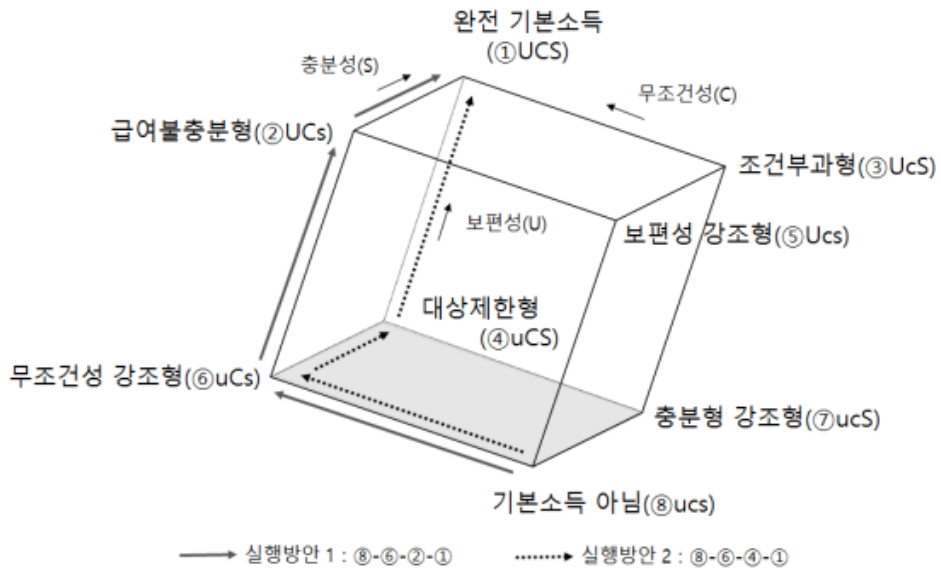 완전 기본소득
(①UCS)
충분성(S)
무조건성(C)
급여불충분형(②UCs)
조건부과형(③UcS)
보편성(U)
보편성 강조형(⑤Ucs)
대상제한형
(④uCS)
무조건성 강조형(⑥uCs)
충분형 강조형(⑦ucS)
기본소득 아님(⑧ucs)
실행방안 1 : ⑧-⑥-②-①
실행방안 2 : ⑧-⑥-④-①